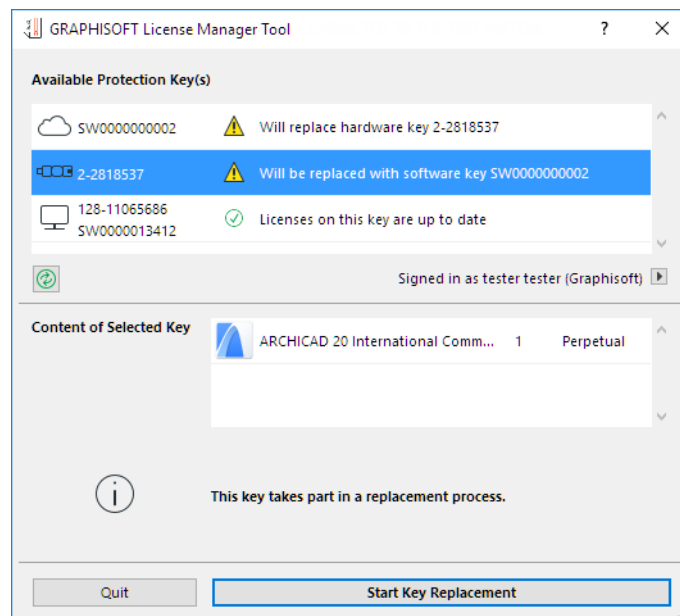 GRAPHISOFT License Manager Tool
Available Protection Key(s)
SW0000000002 Will replace hardware key 2-2818537
2-2818537 Will be replaced with software key SW0000000002
128-11065686
SW0000013412 Licenses on this key are up to date
Signed in as tester tester (Graphisoft)
Content of Selected Key
ARCHICAD 20 International Comm... 1 Perpetual
This key takes part in a replacement process.
Quit Start Key Replacement